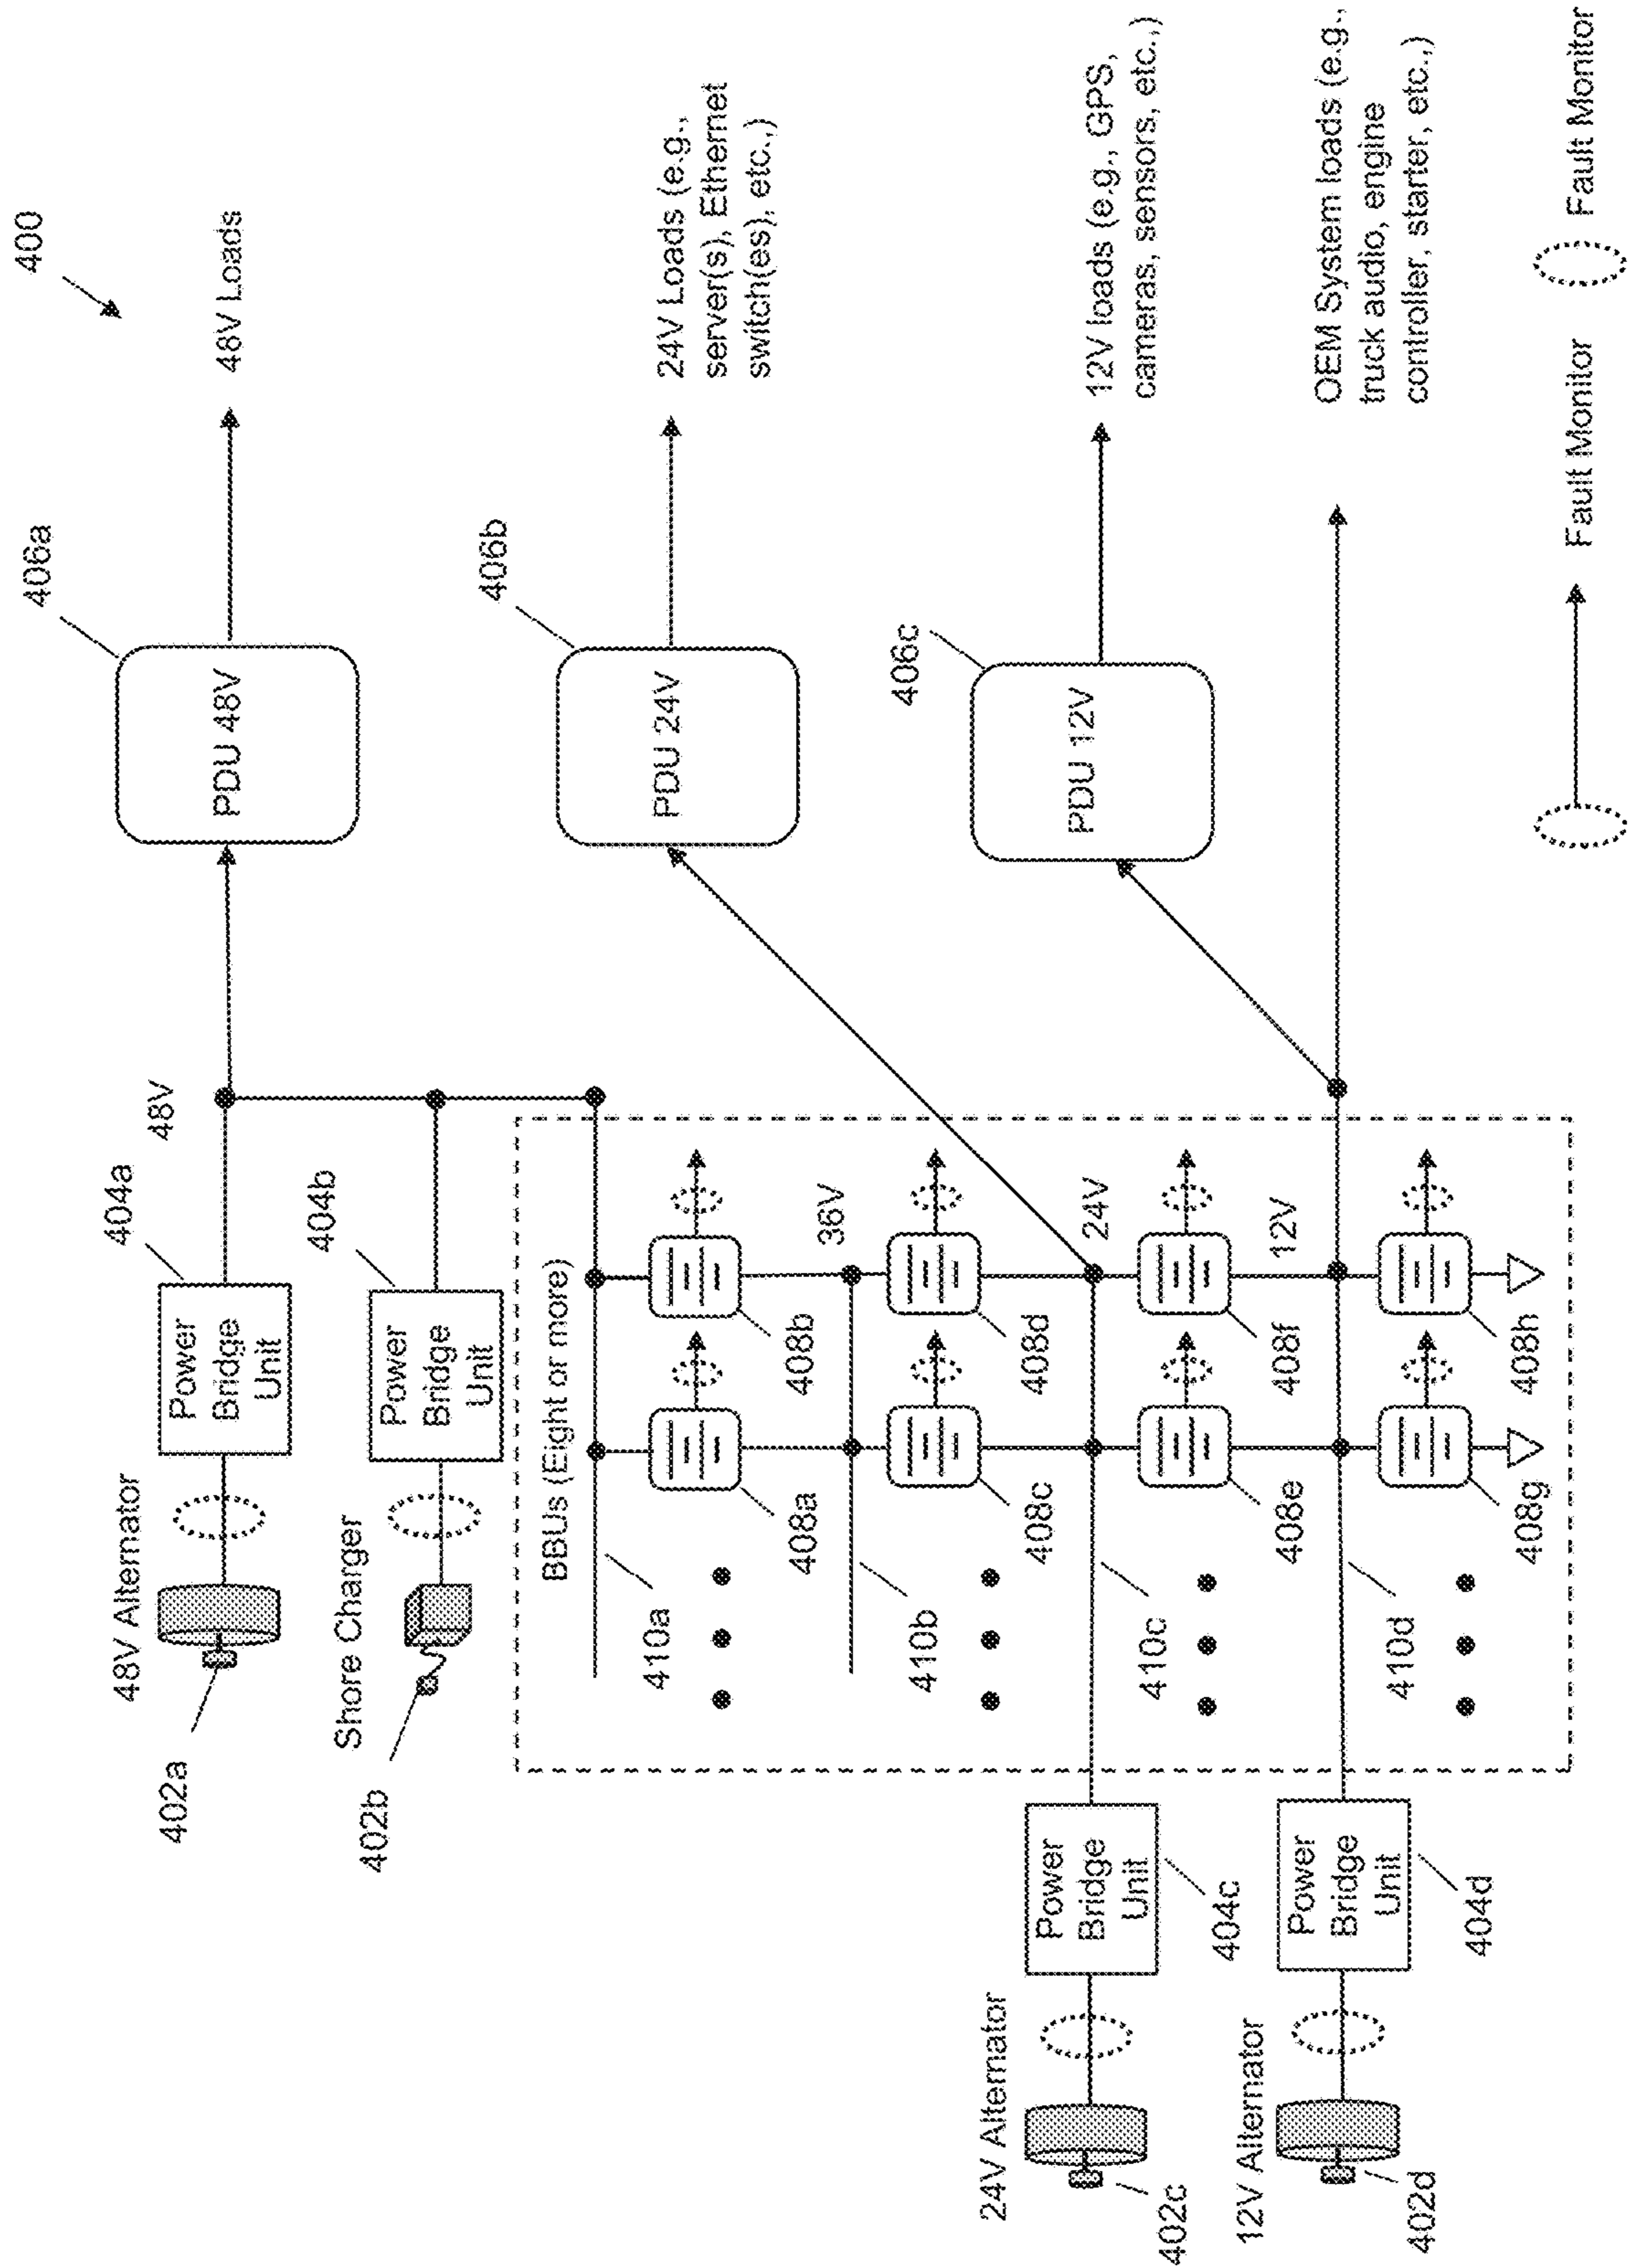 400
48V Alternator
402a
404a
Power
Bridge
Unit
48V
406a
PDU 48V
48V Loads
Shore Charger
402b
404b
Power
Bridge
Unit
BBUs (Eight or more)
410a
408a
408b
36V
410b
408c
408d
406b
PDU 24V
24V Loads (e.g.,
server(s), Ethernet
switch(es), etc.,)
24V Alternator
402c
Power
Bridge
Unit
404c
24V
410c
408e
408f
406c
PDU 12V
12V loads (e.g., GPS,
cameras, sensors, etc.,)
12V Alternator
402d
Power
Bridge
Unit
404d
12V
410d
408g
408h
OEM System loads (e.g.,
truck audio, engine
controller, starter, etc.,)
Fault Monitor
Fault Monitor